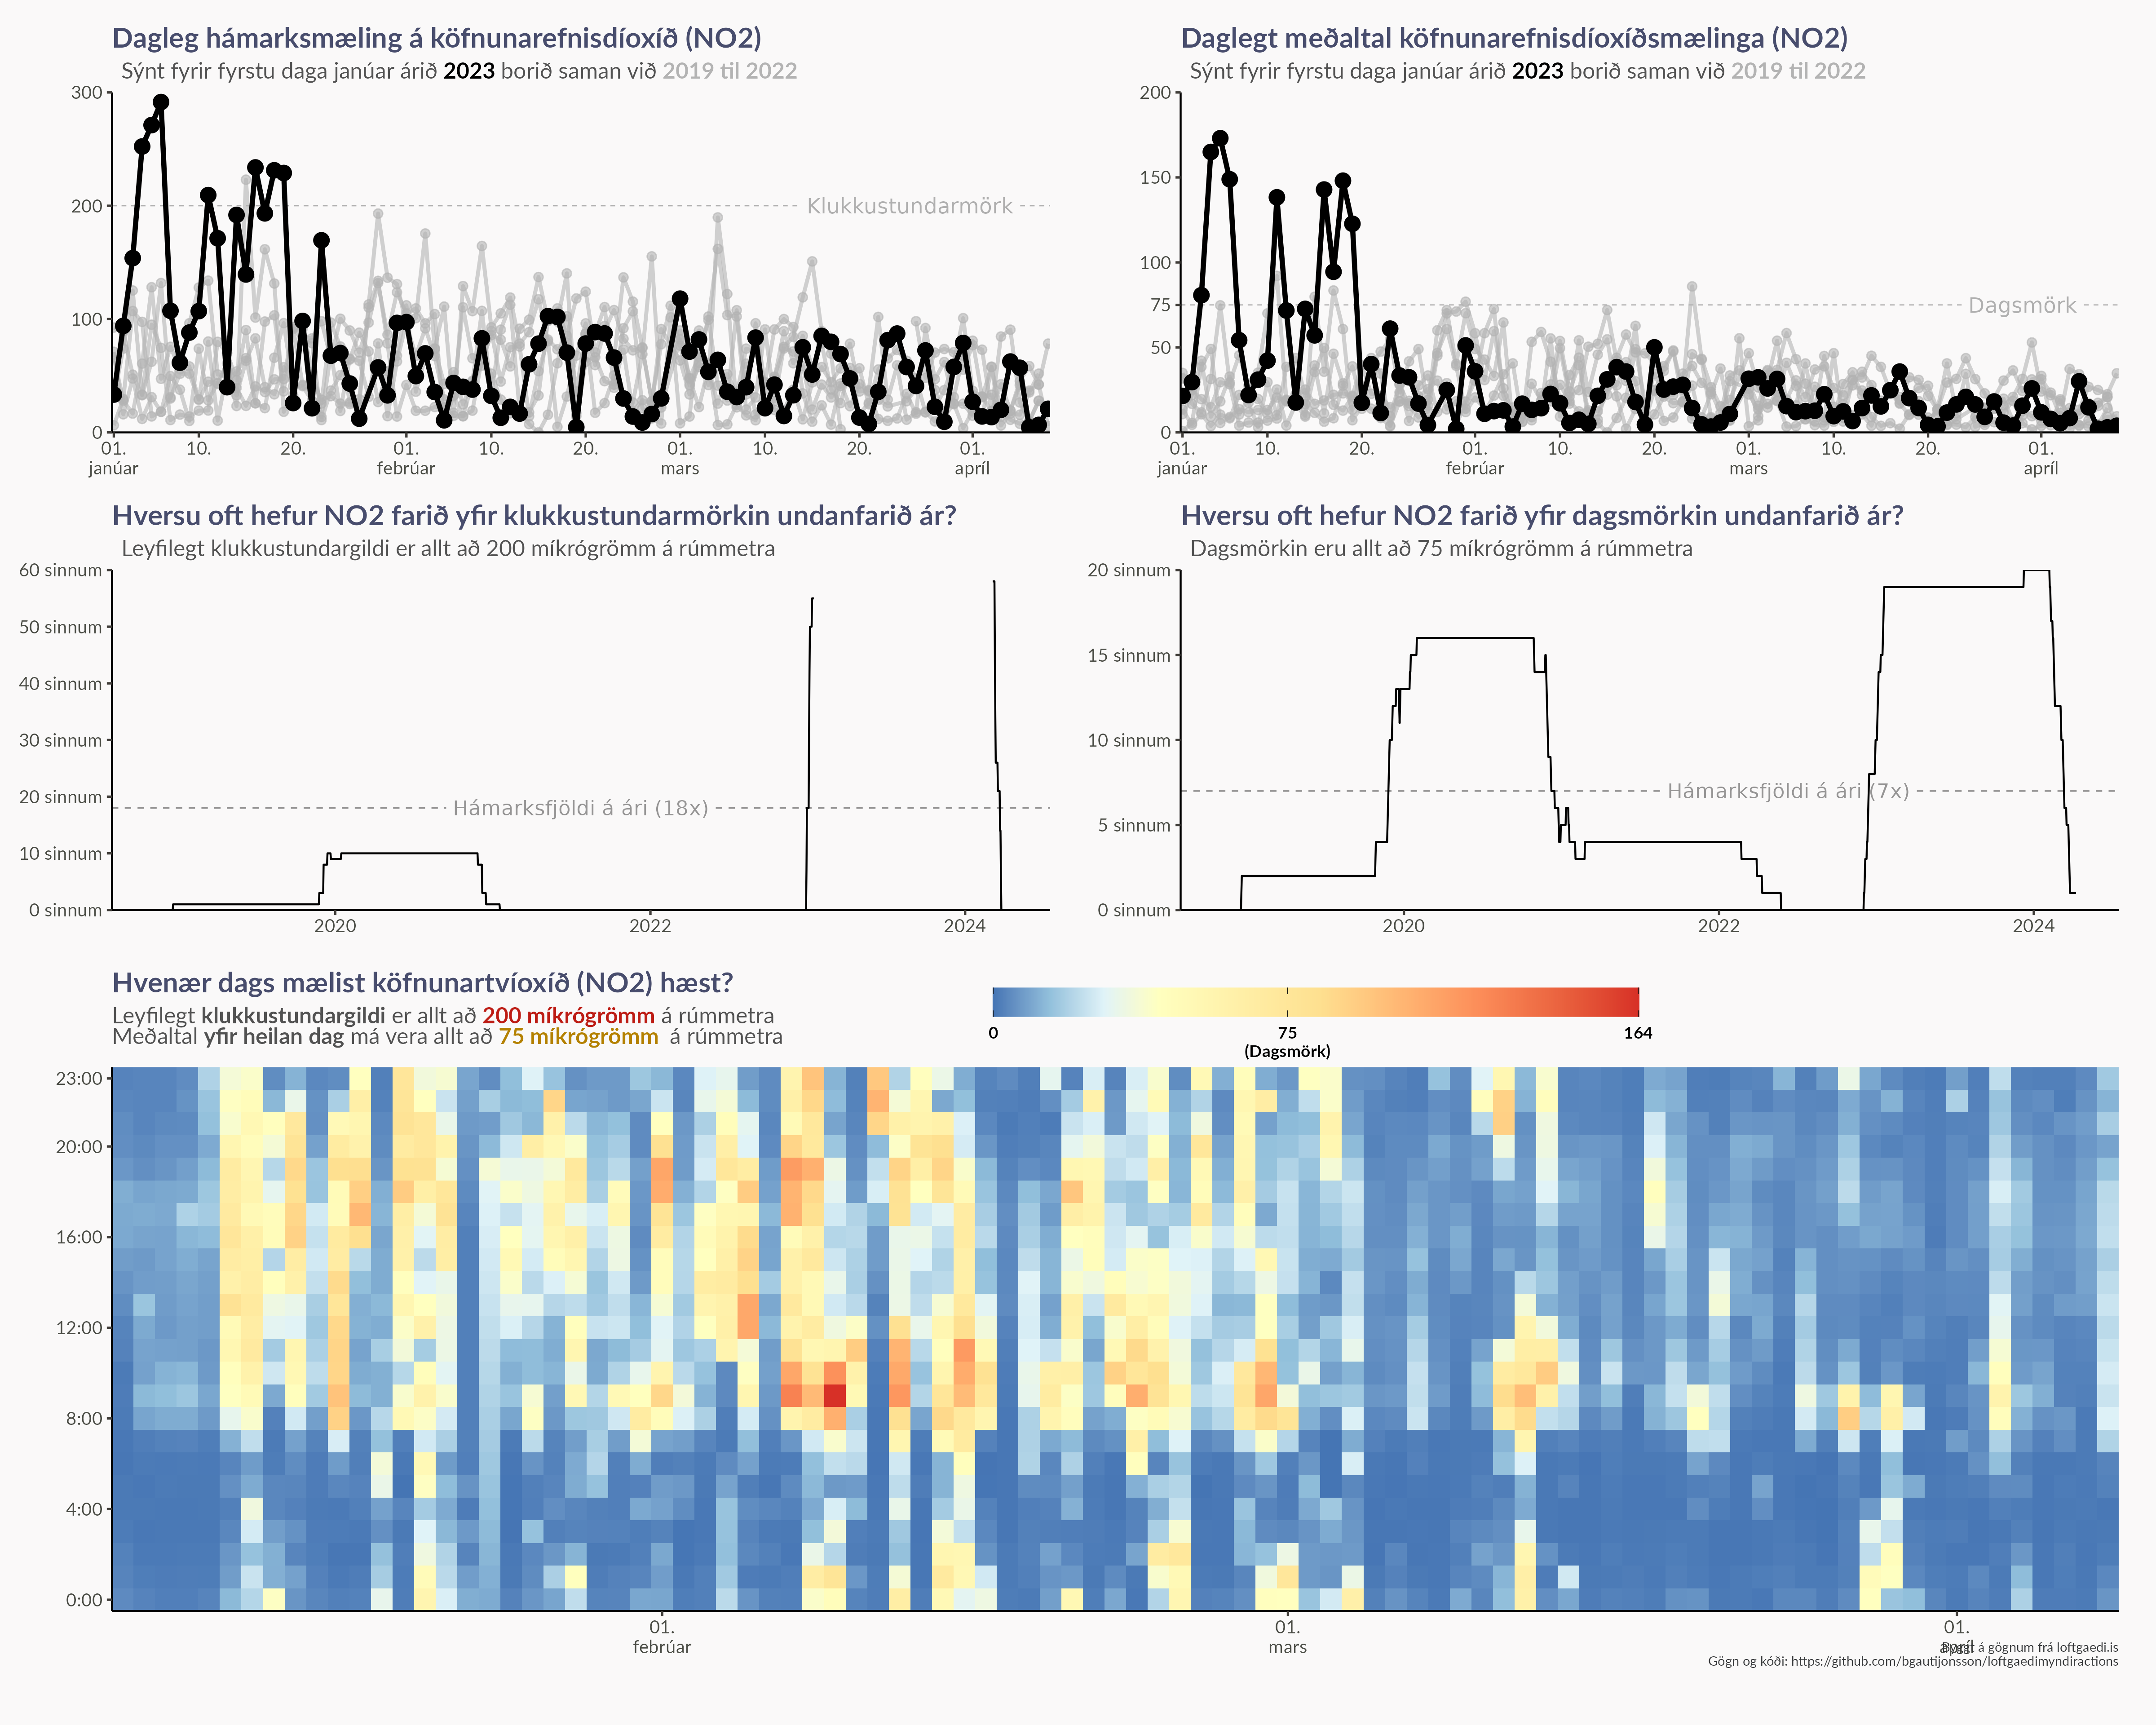 Dagleg hámarksmæling á köfnunarefnisdíoxíð (NO2)
Sýnt fyrir fyrstu daga janúar árið 2023 borið saman við 2019 til 2022
300
200
100
0
Klukkustundarmörk
01. 10. 20. 01. 10. 20. 01. 10. 20. 01.
janúar febrúar mars apríl
Daglegt meðaltal köfnunarefnisdíoxíðsmælinga (NO2)
Sýnt fyrir fyrstu daga janúar árið 2023 borið saman við 2019 til 2022
200
150
100
75
50
0
Dagsmörk
01. 10. 20. 01. 10. 20. 01. 10. 20. 01.
janúar febrúar mars apríl
Hversu oft hefur NO2 farið yfir klukkustundarmörkin undanfarið ár?
Leyfilegt klukkustundargildi er allt að 200 míkrógrömm á rúmmetra
60 sinnum
50 sinnum
40 sinnum
30 sinnum
20 sinnum
10 sinnum
0 sinnum
Hámarksfjöldi á ári (18x)
2020 2022 2024
Hversu oft hefur NO2 farið yfir dagsmörkin undanfarið ár?
Dagsmörkin eru allt að 75 míkrógrömm á rúmmetra
20 sinnum
15 sinnum
10 sinnum
5 sinnum
0 sinnum
Hámarksfjöldi á ári (7x)
2020 2022 2024
Hvenær dags mælist köfnunartvíoxíð (NO2) hæst?
Leyfilegt klukkustundargildi er allt að 200 míkrógrömm á rúmmetra
Meðaltal yfir heilan dag má vera allt að 75 míkrógrömm á rúmmetra
0 75 164
(Dagsmörk)
23:00
20:00
16:00
12:00
8:00
4:00
0:00
01. 01. 01.
febrúar mars apríl
á gögnum frá loftgaedi.is
Gögn og kóði: https://github.com/bgautijonsson/loftgaedimyndiractions